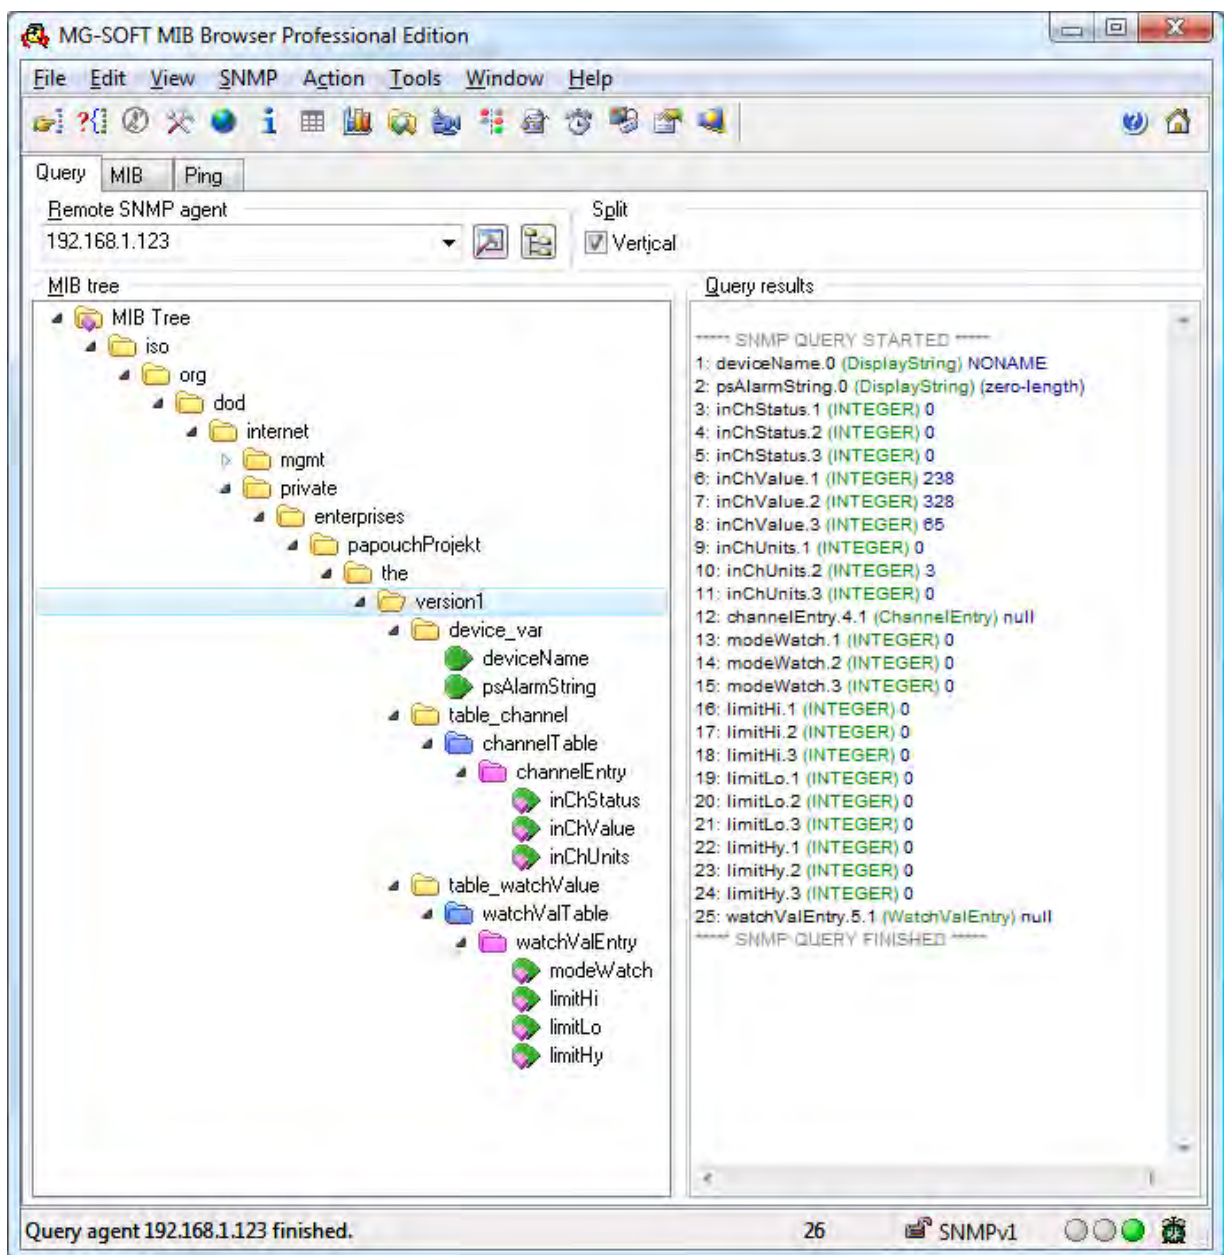 MG-SOFT MIB Browser Professional Edition
File Edit View SNMP Action Tools Window Help
Query MIB Ping
Remote SNMP agent
Split
192.168.1.123
Vertical
MIB tree
MIB Tree
iso
org
dod
internet
mgmt
private
enterprises
papouchProjekt
the
version1
device_var
deviceName
psAlarmString
table_channel
channelTable
channelEntry
inChStatus
inChValue
inChUnits
table_watchValue
watchValTable
watchValEntry
modeWatch
limitHi
limitLo
limitHy
Query results
***** SNMP QUERY STARTED *****
1: deviceName.0 (DisplayString) NONAME
2: psAlarmString.0 (DisplayString) (zero-length)
3: inChStatus.1 (INTEGER) 0
4: inChStatus.2 (INTEGER) 0
5: inChStatus.3 (INTEGER) 0
6: inChValue.1 (INTEGER) 238
7: inChValue.2 (INTEGER) 328
8: inChValue.3 (INTEGER) 65
9: inChUnits.1 (INTEGER) 0
10: inChUnits.2 (INTEGER) 3
11: inChUnits.3 (INTEGER) 0
12: channelEntry.4.1 (ChannelEntry) null
13: modeWatch.1 (INTEGER) 0
14: modeWatch.2 (INTEGER) 0
15: modeWatch.3 (INTEGER) 0
16: limitHi.1 (INTEGER) 0
17: limitHi.2 (INTEGER) 0
18: limitHi.3 (INTEGER) 0
19: limitLo.1 (INTEGER) 0
20: limitLo.2 (INTEGER) 0
21: limitLo.3 (INTEGER) 0
22: limitHy.1 (INTEGER) 0
23: limitHy.2 (INTEGER) 0
24: limitHy.3 (INTEGER) 0
25: watchValEntry.5.1 (WatchValEntry) null
***** SNMP QUERY FINISHED *****
Query agent 192.168.1.123 finished.
26
SNMPv1